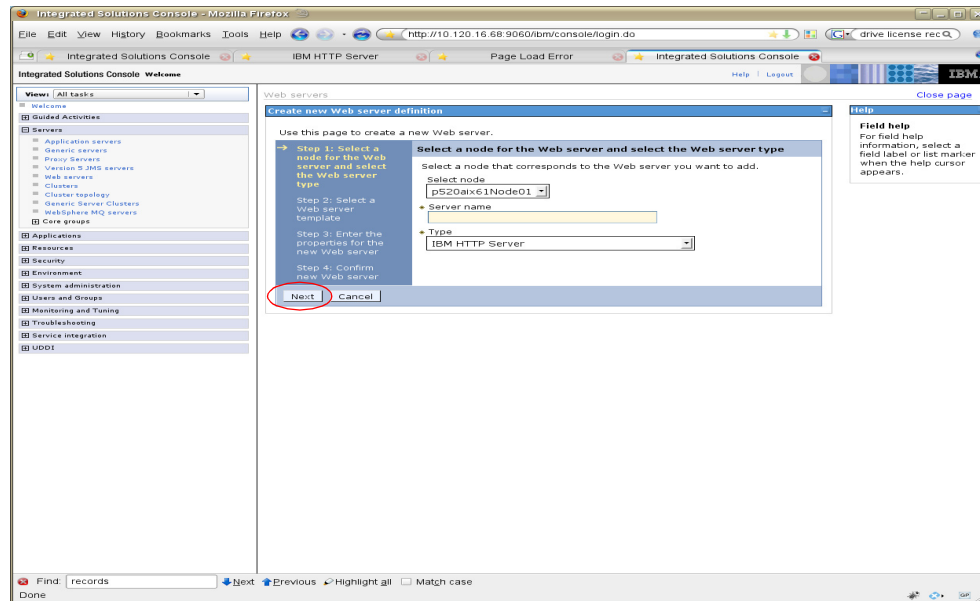 Integrated Solutions Console - Mozilla Firefox
File Edit View History Bookmarks Tools Help
http://10.120.16.68:9060/ibm/console/login.do
drive license rec
Integrated Solutions Console
IBM HTTP Server
Page Load Error
Integrated Solutions Console
Integrated Solutions Console Welcome
Help Logout
IBM
View: All tasks
Welcome
Guided Activities
Servers
Application servers
Generic servers
Proxy Servers
Version 5 JMS servers
Web servers
Clusters
Cluster topology
Generic Server Clusters
WebSphere MQ servers
Core groups
Applications
Resources
Security
Environment
System administration
Users and Groups
Monitoring and Tuning
Troubleshooting
Service integration
UDDI
Web servers
Close page
Create new Web server definition
Use this page to create a new Web server.
Step 1: Select a
node for the Web
server and select
the Web server
type
Step 2: Select a
Web server
template
Step 3: Enter the
properties for the
new Web server
Step 4: Confirm
new Web server
Select a node for the Web server and select the Web server type
Select a node that corresponds to the Web server you want to add.
Select node
p520aix61Node01
Server name
Type
IBM HTTP Server
Next Cancel
Help
Field help
For field help
information, select a
field label or list marker
when the help cursor
appears.
Find: records Next Previous Highlight all Match case
Done
GP